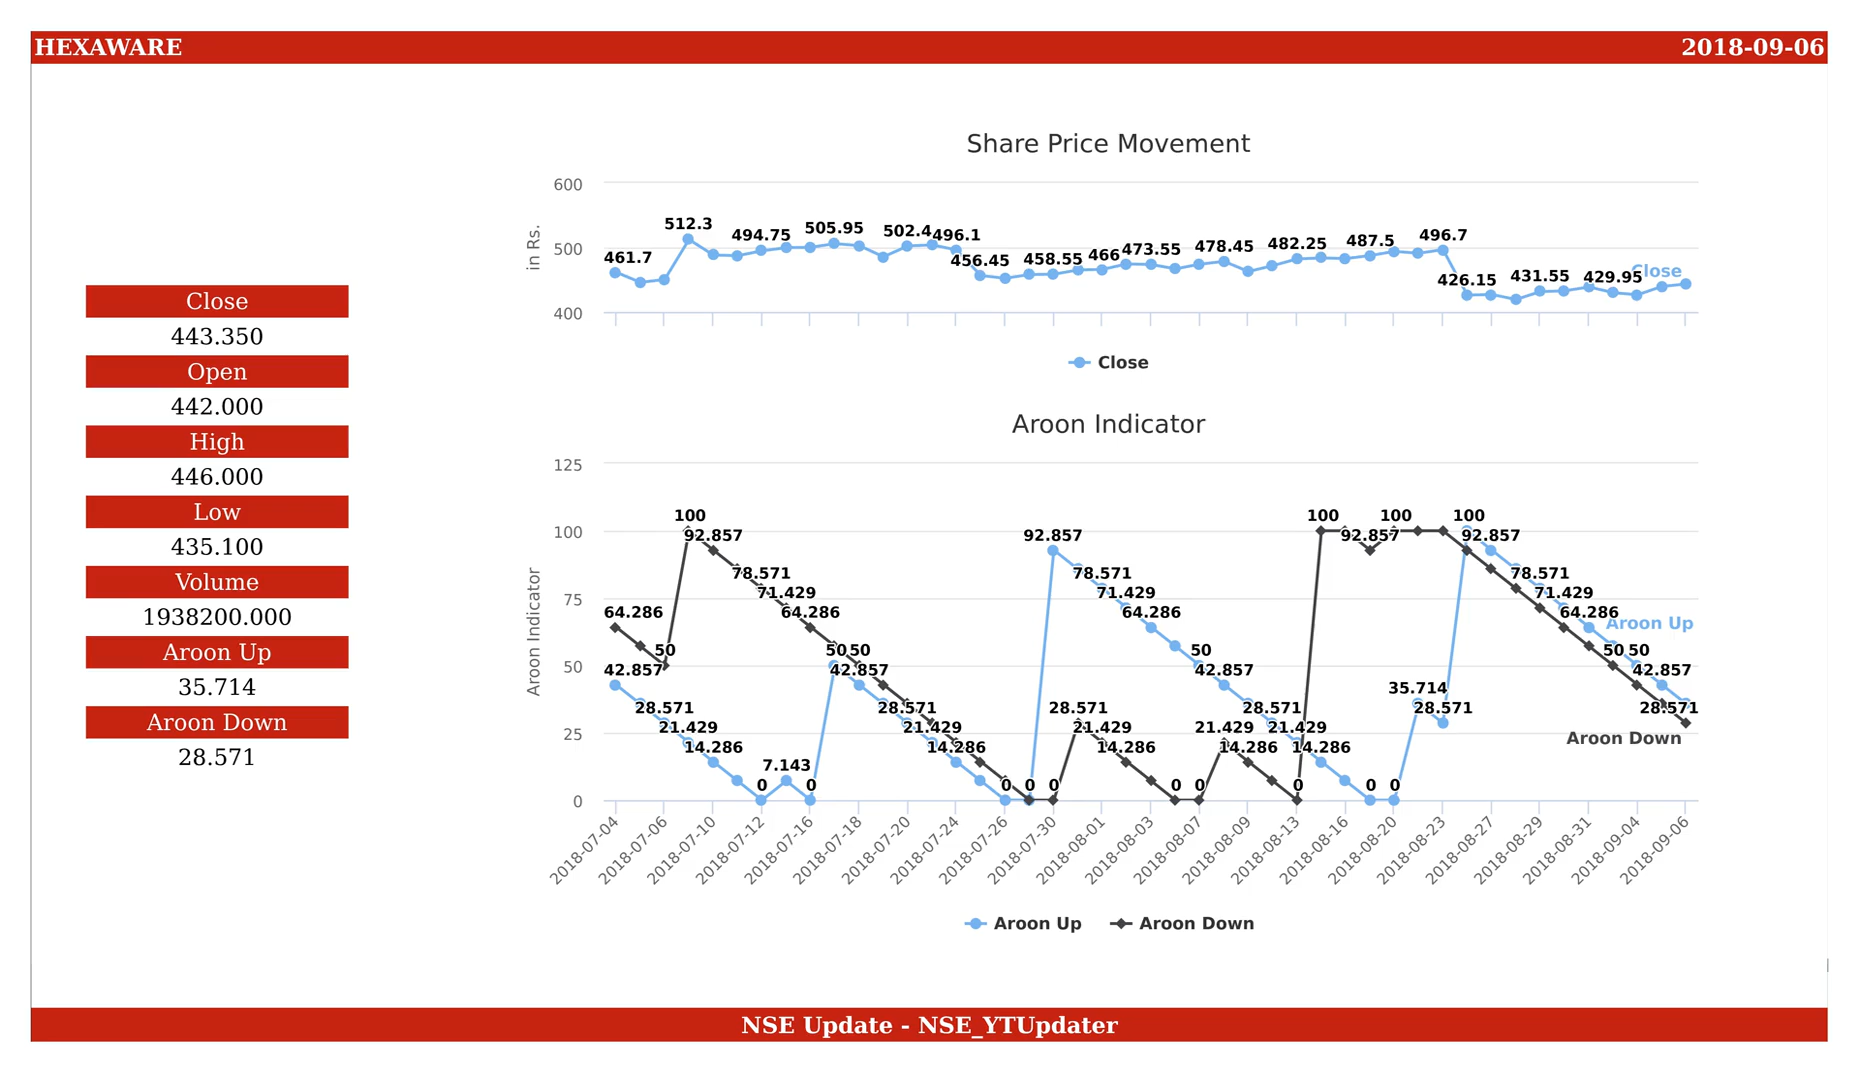 HEXAWARE 2018-09-06
Close
443.350
Open
442.000
High
446.000
Low
435.100
Volume
1938200.000
Aroon Up
35.714
Aroon Down
28.571
Share Price Movement
in Rs.
600
500
400
461.7 512.3 494.75 505.95 502.4 496.1 456.45 458.55 466 473.55 478.45 482.25 487.5 496.7 426.15 431.55 429.95
Close
Close
Aroon Indicator
Aroon Indicator
125
100
75
50
25
0
100 100 100 100
92.857 92.857 92.857 92.857
78.571 78.571 78.571
71.429 71.429 71.429
64.286 64.286 64.286 64.286
Aroon Up
50 50 50 50 50 50
42.857 42.857 42.857 42.857
35.714
28.571 28.571 28.571 28.571 28.571 28.571
21.429 21.429 21.429 21.429 21.429
Aroon Down
14.286 14.286 14.286 14.286 14.286
7.143
0 0 0 0 0 0 0 0 0 0
2018-07-04 2018-07-06 2018-07-10 2018-07-12 2018-07-16 2018-07-18 2018-07-20 2018-07-24 2018-07-26 2018-07-30 2018-08-01 2018-08-03 2018-08-07 2018-08-09 2018-08-13 2018-08-16 2018-08-20 2018-08-23 2018-08-27 2018-08-29 2018-08-31 2018-09-04 2018-09-06
Aroon Up Aroon Down
NSE Update - NSE_YTUpdater